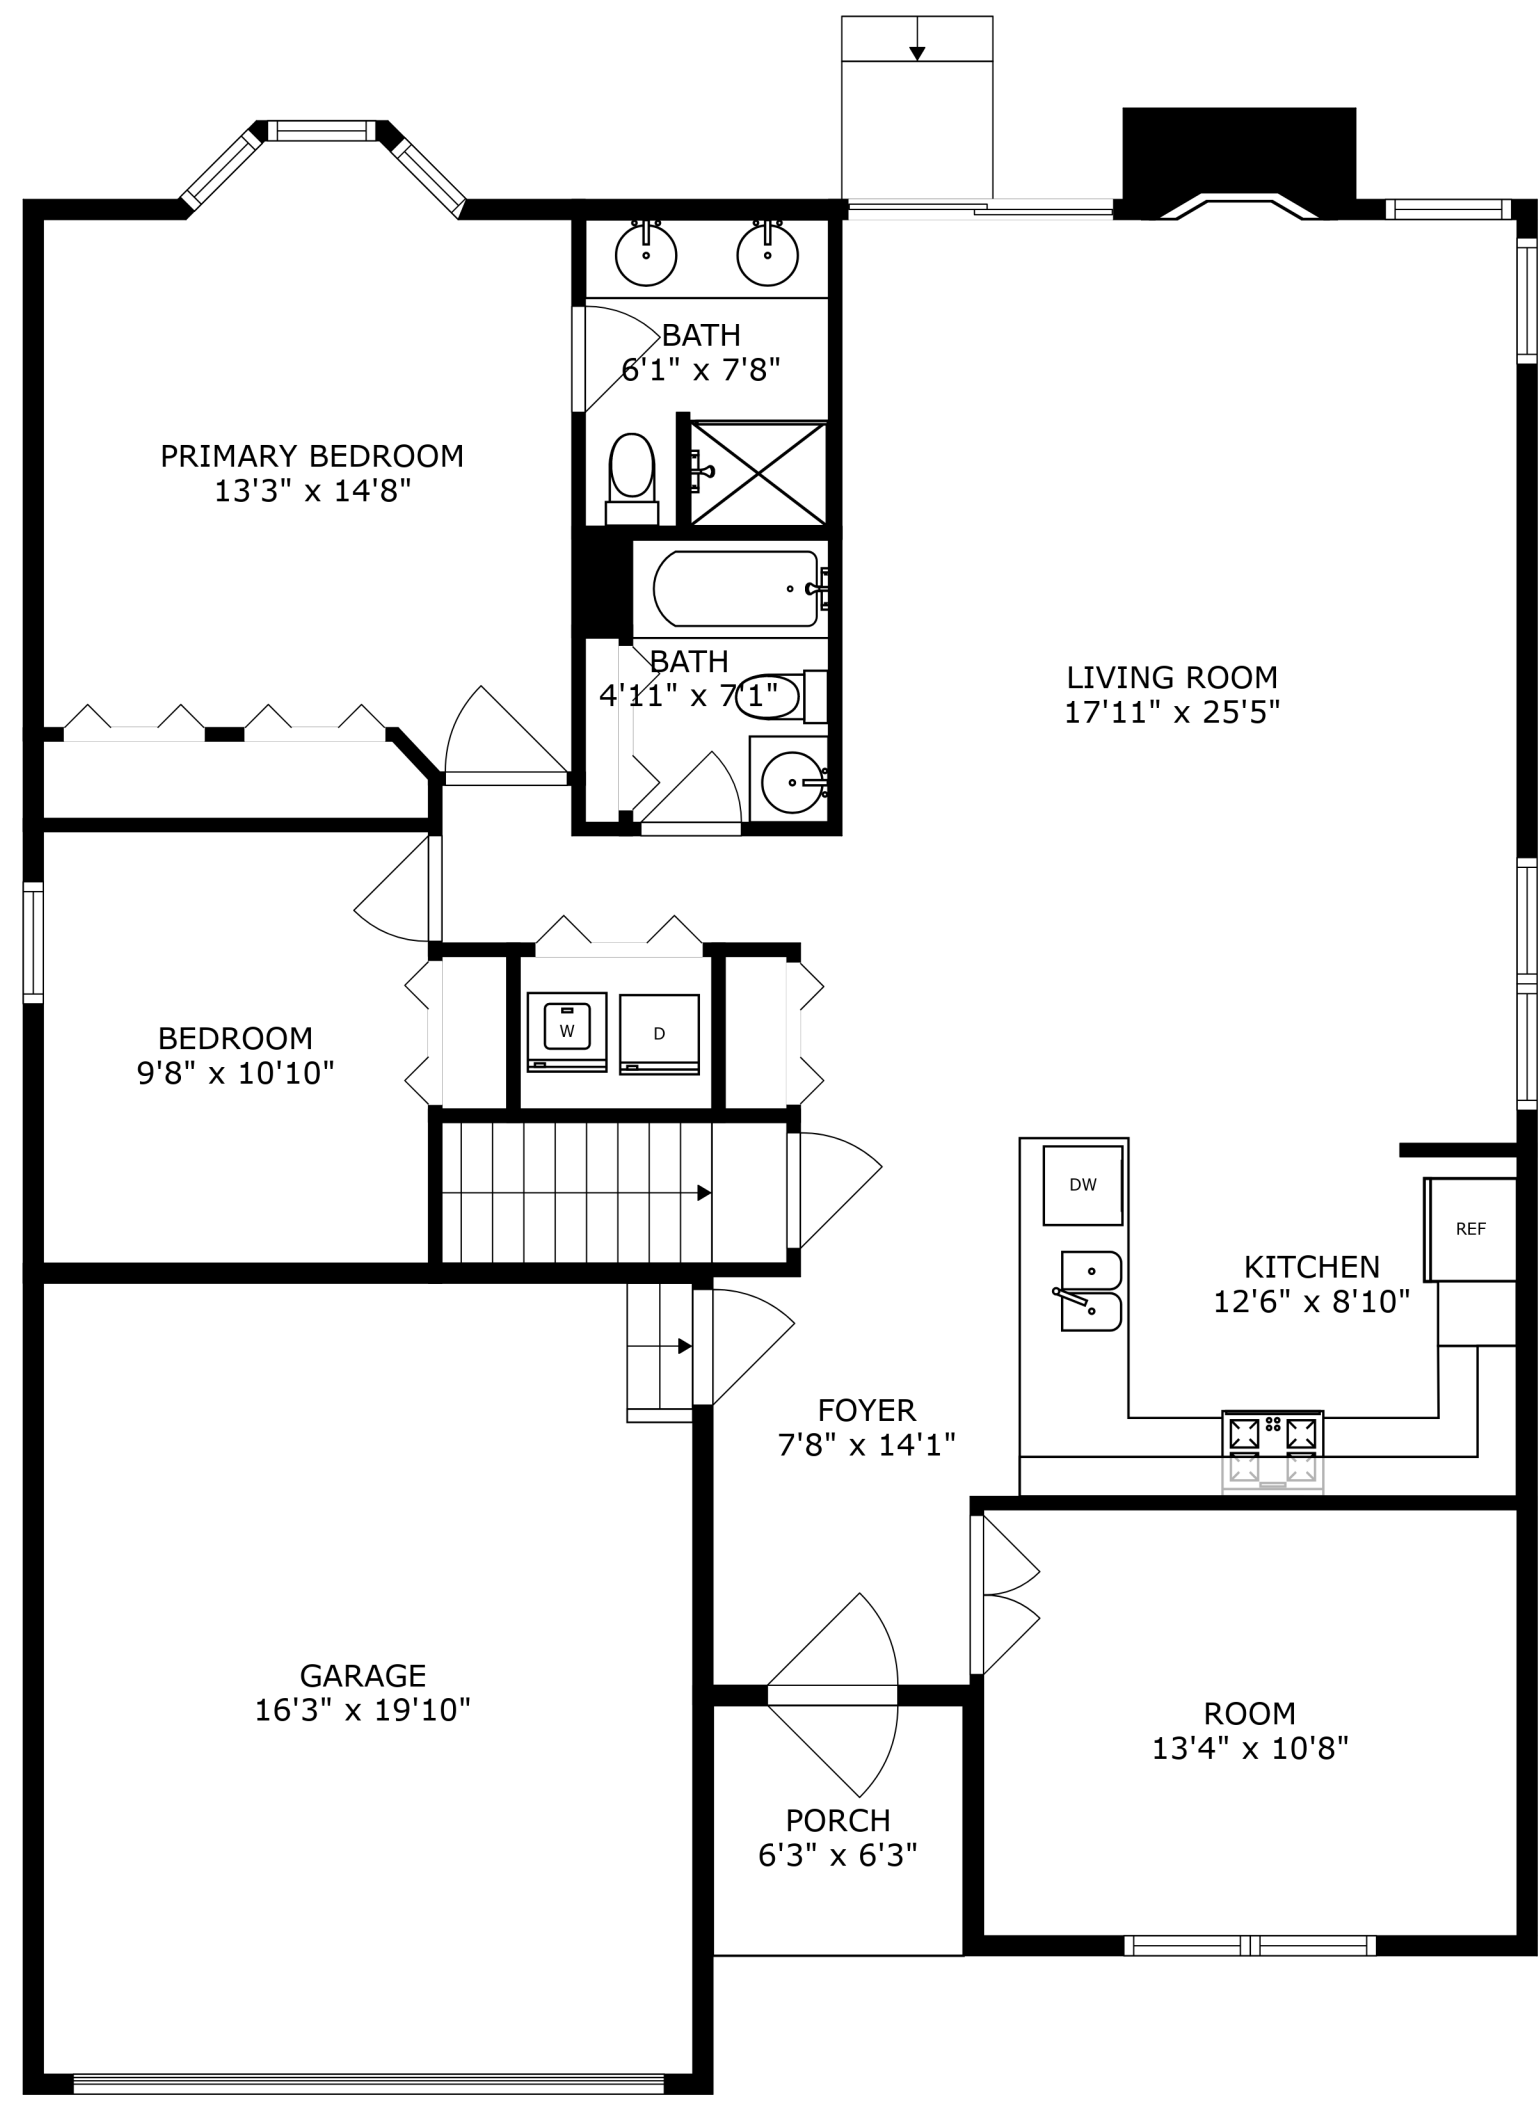 BATH
6'1" x 7'8"
PRIMARY BEDROOM
13'3" x 14'8"
BATH
4'11" x 7'1"
LIVING ROOM
17'11" x 25'5"
BEDROOM
9'8" x 10'10"
W
D
DW
REF
KITCHEN
12'6" x 8'10"
FOYER
7'8" x 14'1"
GARAGE
16'3" x 19'10"
ROOM
13'4" x 10'8"
PORCH
6'3" x 6'3"